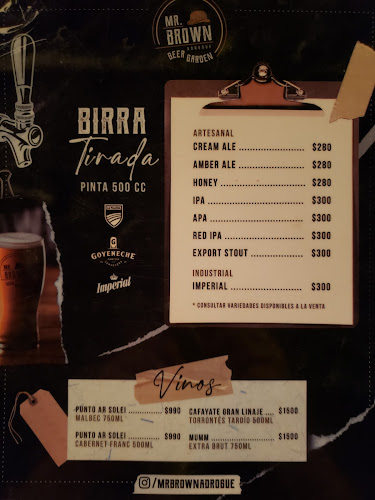 MR.
BROWN
ADROGUE
BEER GARDEN
BIRRA
Tirada
PINTA 500 CC
G
GOYENECHE
Imperial
MR.
BROWN
ARTESANAL
CREAM ALE ........................ $280
AMBER ALE ........................ $280
HONEY ........................ $280
IPA ........................ $300
APA ........................ $300
RED IPA ........................ $300
EXPORT STOUT ........................ $300
INDUSTRIAL
IMPERIAL ........................ $300
* CONSULTAR VARIEDADES DISPONIBLES A LA VENTA
Vinos
PUNTO AR SOLEI ............ $990
MALBEC 750ML
PUNTO AR SOLEI ............ $990
CABERNET FRANC 500ML
CAFAYATE GRAN LINAJE .... $1500
TORRONTÉS TARDÍO 500ML
MUMM ........................ $1500
EXTRA BRUT 750ML
/MRBROWNADROGUE